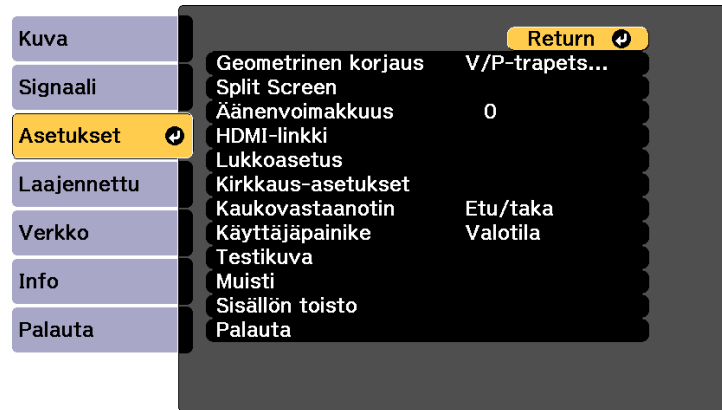 Kuva
Signaali
Asetukset
Laajennettu
Verkko
Info
Palauta
Return
Geometrinen korjaus V/P-trapets...
Split Screen
Äänenvoimakkuus 0
HDMI-linkki
Lukkoasetus
Kirkkaus-asetukset
Kaukovastaanotin Etu/taka
Käyttäjäpainike Valotila
Testikuva
Muisti
Sisällön toisto
Palauta